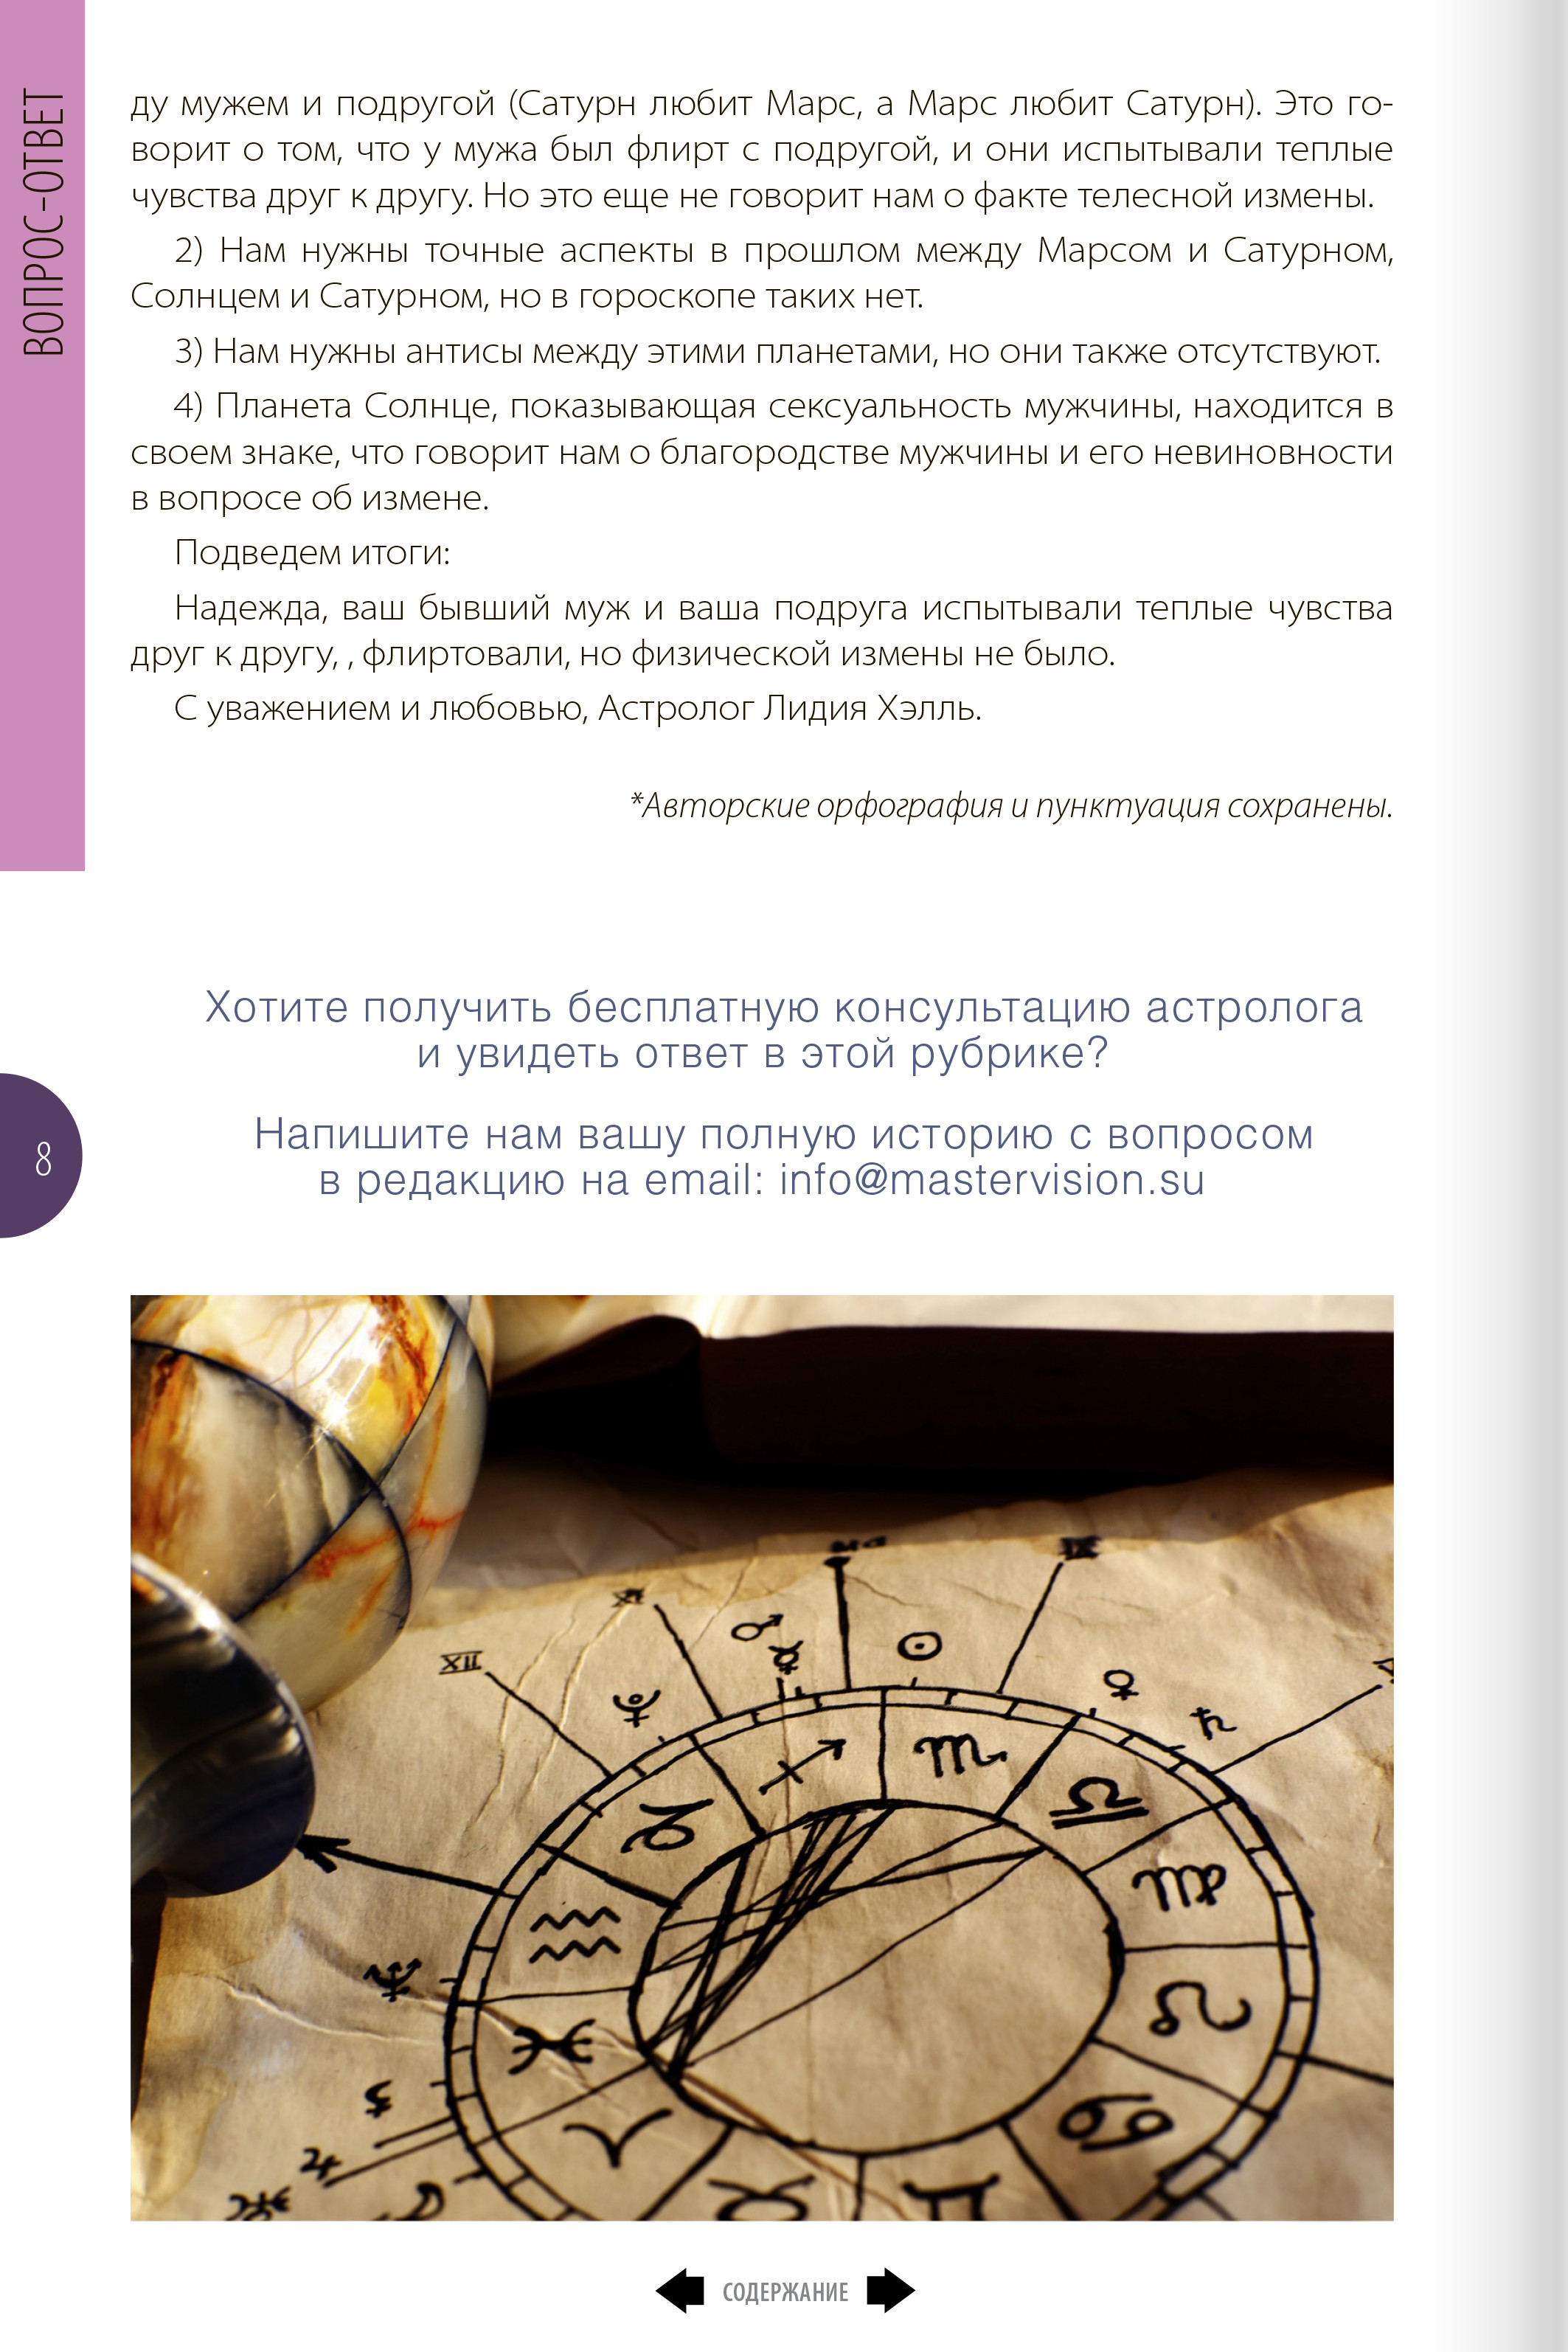 ВОПРОС-ОТВЕТ
ду мужем и подругой (Сатурн любит Марс, а Марс любит Сатурн). Это го-
ворит о том, что у мужа был флирт с подругой, и они испытывали теплые
чувства друг к другу. Но это еще не говорит нам о факте телесной измены.
2) Нам нужны точные аспекты в прошлом между Марсом и Сатурном,
Солнцем и Сатурном, но в гороскопе таких нет.
3) Нам нужны антисы между этими планетами, но они также отсутствуют.
4) Планета Солнце, показывающая сексуальность мужчины, находится в
своем знаке, что говорит нам о благородстве мужчины и его невиновности
в вопросе об измене.
Подведем итоги:
Надежда, ваш бывший муж и ваша подруга испытывали теплые чувства
друг к другу, , флиртовали, но физической измены не было.
С уважением и любовью, Астролог Лидия Хэлль.
*Авторские орфография и пунктуация сохранены.
Хотите получить бесплатную консультацию астролога
и увидеть ответ в этой рубрике?
Напишите нам вашу полную историю с вопросом
в редакцию на email: info@mastervision.su
8
XII
XI
IX
СОДЕРЖАНИЕ